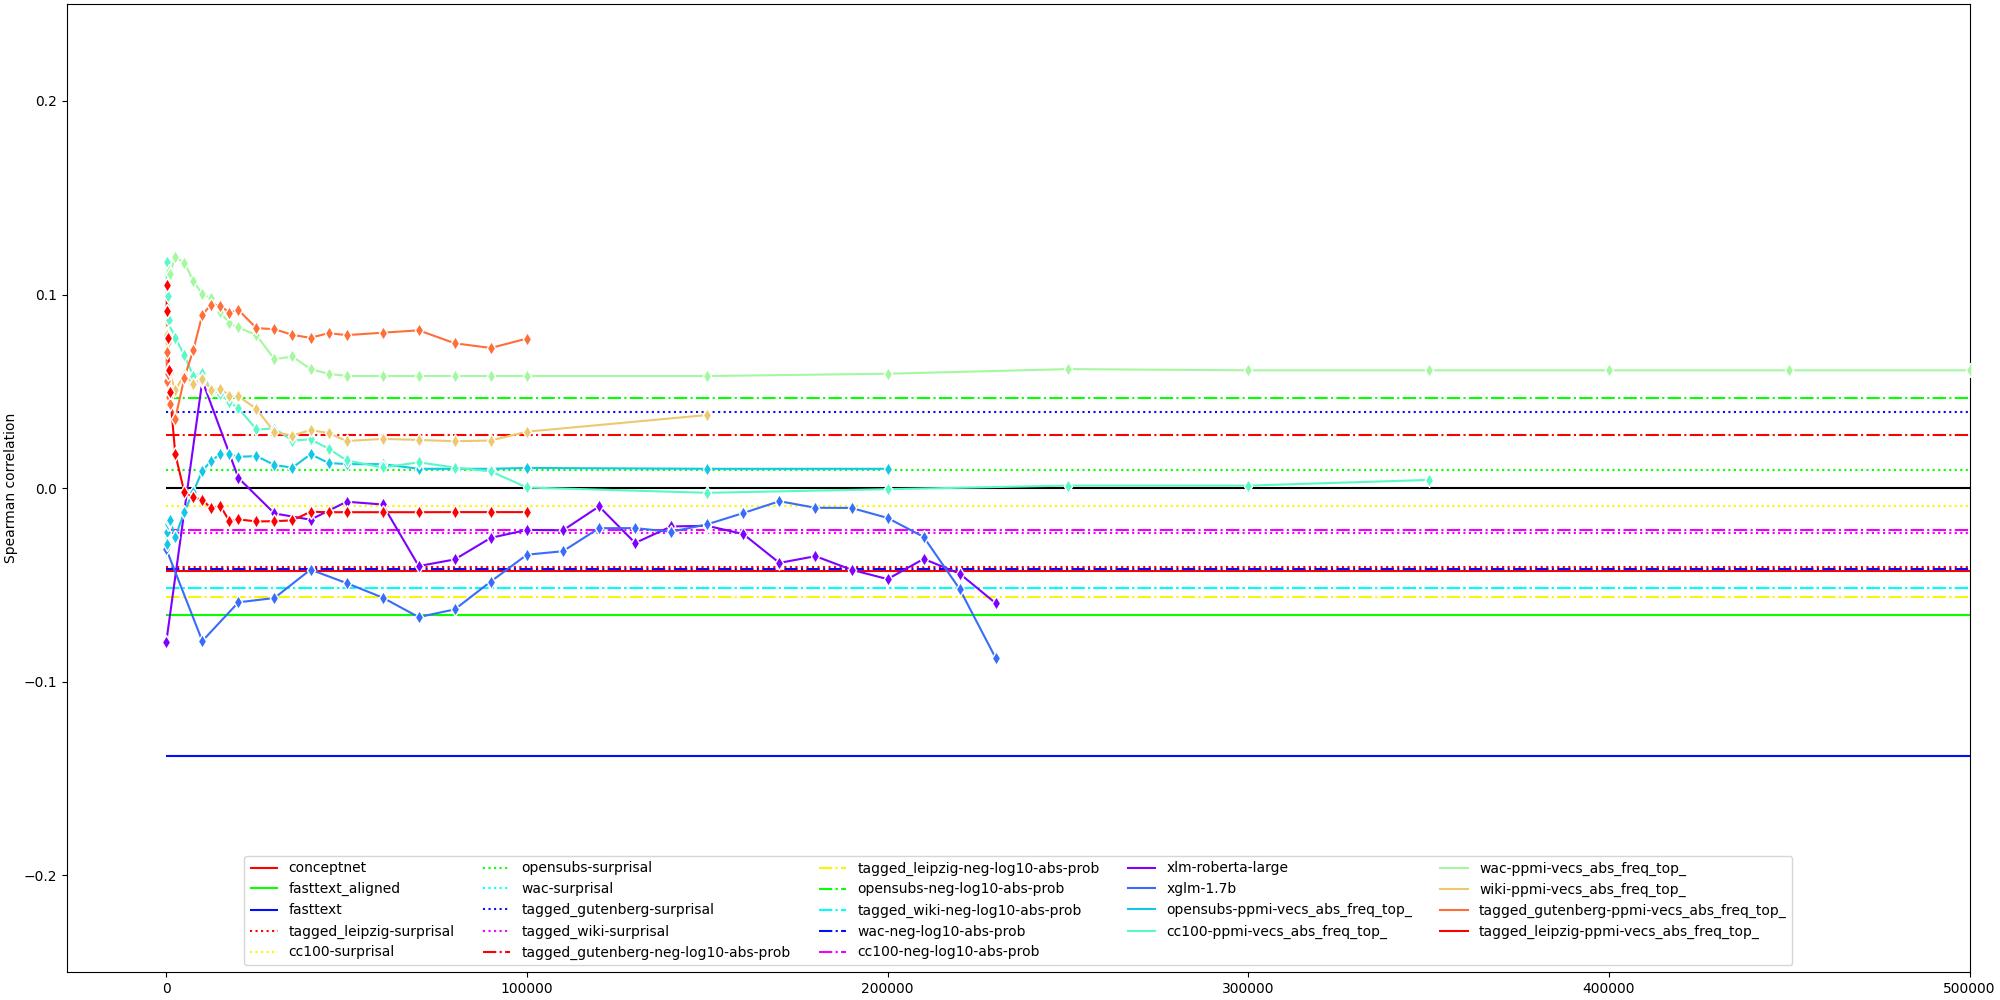 0.2
0.1
0.0
−0.1
−0.2
Spearman correlation
conceptnet
fasttext_aligned
fasttext
tagged_leipzig-surprisal
cc100-surprisal
opensubs-surprisal
wac-surprisal
tagged_gutenberg-surprisal
tagged_wiki-surprisal
tagged_gutenberg-neg-log10-abs-prob
tagged_leipzig-neg-log10-abs-prob
opensubs-neg-log10-abs-prob
tagged_wiki-neg-log10-abs-prob
wac-neg-log10-abs-prob
cc100-neg-log10-abs-prob
xlm-roberta-large
xglm-1.7b
opensubs-ppmi-vecs_abs_freq_top_
cc100-ppmi-vecs_abs_freq_top_
wac-ppmi-vecs_abs_freq_top_
wiki-ppmi-vecs_abs_freq_top_
tagged_gutenberg-ppmi-vecs_abs_freq_top_
tagged_leipzig-ppmi-vecs_abs_freq_top_
0 100000 200000 300000 400000 500000